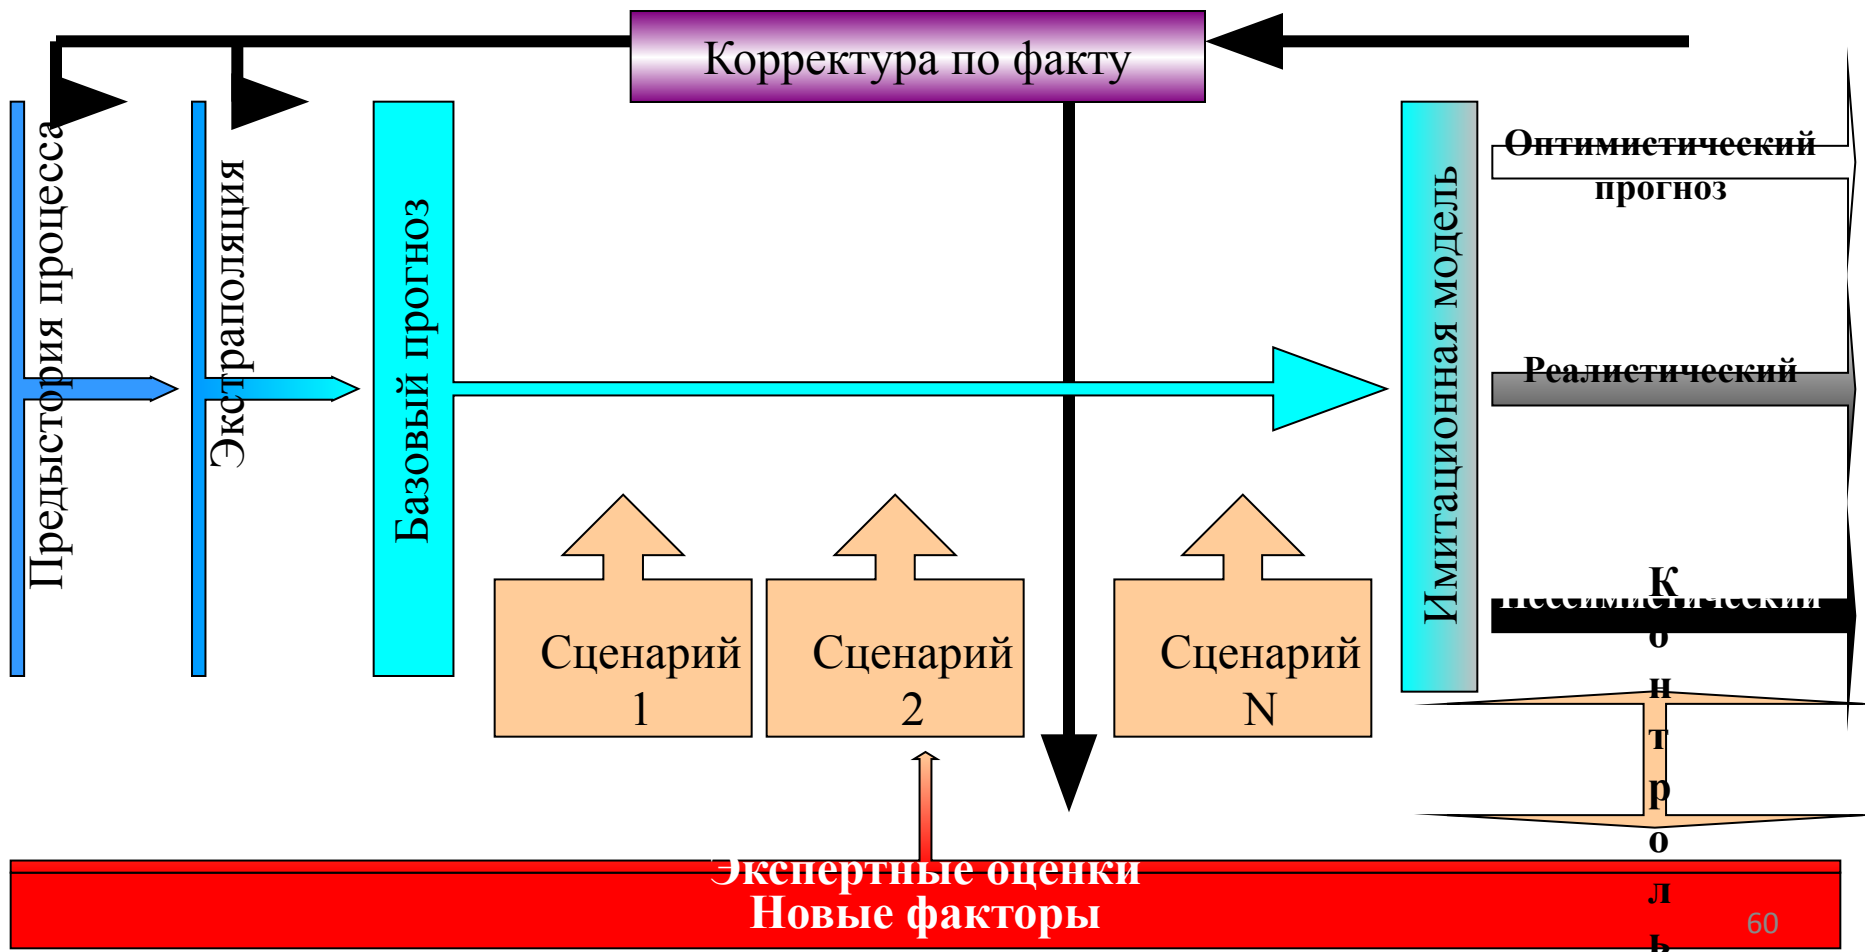 Корректура по факту
Предыстория процесса
Экстраполяция
Базовый прогноз
Имитационная модель
Оптимистический
прогноз
Реалистический
Пессимистический
Сценарий
1
Сценарий
2
Сценарий
N
К
о
н
т
р
о
л
ь
Экспертные оценки
Новые факторы
60